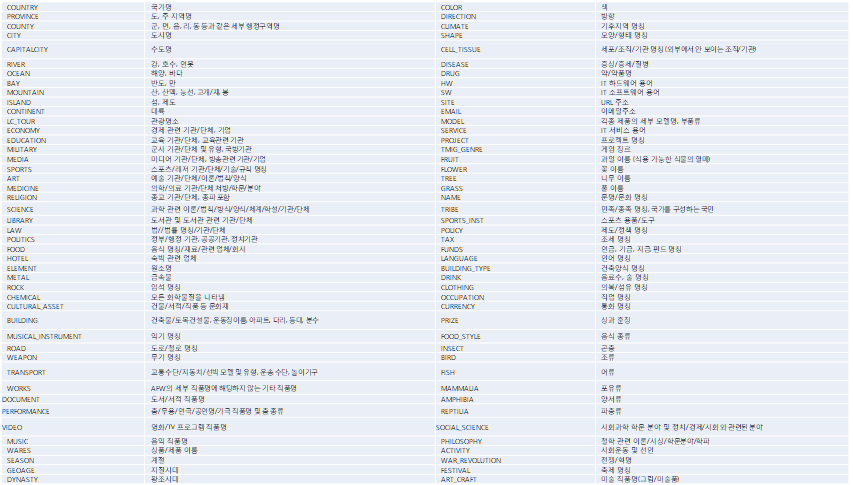 COUNTRY 국가명 COLOR 색
PROVINCE 도, 주 지역명 DIRECTION 방향
COUNTY 군, 면, 읍, 리, 동 등과 같은 세부 행정구역명 CLIMATE 기후지역 명칭
CITY 도시명 SHAPE 모양/형태 명칭
CAPITALCITY 수도명 CELL_TISSUE 세포/조직/기관 명칭(외부에서 안 보이는 조직/기관)
RIVER 강, 호수, 연못 DISEASE 증상/증세/질병
OCEAN 해양, 바다 DRUG 약/약품명
BAY 반도, 만 HW IT 하드웨어 용어
MOUNTAIN 산, 산맥, 능선, 고개/재, 봉 SW IT 소프트웨어 용어
ISLAND 섬, 제도 SITE URL 주소
CONTINENT 대륙 EMAIL 이메일주소
LC_TOUR 관광명소 MODEL 각종 제품의 세부 모델명, 부품류
ECONOMY 경제 관련 기관/단체, 기업 SERVICE IT 서비스 용어
EDUCATION 교육 기관/단체, 교육관련 기관 PROJECT 프로젝트 명칭
MILITARY 군사 기관/단체 및 유형, 국방기관 TMIG_GENRE 게임 장르
MEDIA 미디어 기관/단체, 방송관련 기관/기업 FRUIT 과일 이름 (식용 가능한 식물의 열매)
SPORTS 스포츠/레저 기관/단체/기술/규칙 명칭 FLOWER 꽃 이름
ART 예술 기관/단체/이론/법칙/양식 TREE 나무 이름
MEDICINE 의학/의료 기관/단체 처방/학문/분야 GRASS 풀 이름
RELIGION 종교 기관/단체, 종파 포함 NAME 문명/문화 명칭
SCIENCE 과학 관련 이론/법칙/방식/양식/체계/학설/기관/단체 TRIBE 민족/종족 명칭, 국가를 구성하는 국민
LIBRARY 도서관 및 도서관 관련 기관/단체 SPORTS_INST 스포츠 용품/도구
LAW 법/법률 명칭/기관/단체 POLICY 제도/정책 명칭
POLITICS 정부/행정 기관, 공공기관, 정치기관 TAX 조세 명칭
FOOD 음식 명칭/재료/관련 업체/회사 FUNDS 연금, 기금, 자금, 펀드 명칭
HOTEL 숙박 관련 업체 LANGUAGE 언어 명칭
ELEMENT 원소명 BUILDING_TYPE 건축양식 명칭
METAL 금속물 DRINK 음료수, 술 명칭
ROCK 암석 명칭 CLOTHING 의복/섬유 명칭
CHEMICAL 모든 화학물질을 나타냄 OCCUPATION 직업 명칭
CULTURAL_ASSET 건물/서적/작품 등 문화재 CURRENCY 통화 명칭
BUILDING 건축물/토목건설물, 운동장이름, 아파트, 다리, 등대, 분수 PRIZE 상과 훈장
MUSICAL_INSTRUMENT 악기 명칭 FOOD_STYLE 음식 종류
ROAD 도로/철로 명칭 INSECT 곤충
WEAPON 무기 명칭 BIRD 조류
TRANSPORT 교통수단/자동차/선박 모델 및 유형, 운송 수단, 놀이기구 FISH 어류
WORKS AFW의 세부 작품명에 해당하지 않는 기타 작품명 MAMMALIA 포유류
DOCUMENT 도서/서적 작품명 AMPHIBIA 양서류
PERFORMANCE 춤/무용/연극/공연명/가극 작품명 및 춤 종류 REPTILIA 파충류
VIDEO 영화/TV 프로그램 작품명 SOCIAL_SCIENCE 사회과학 학문 분야 및 정치/경제/사회와 관련된 분야
MUSIC 음악 작품명 PHILOSOPHY 철학 관련 이론/사상/학문분야/학파
WARES 상품/제품 이름 ACTIVITY 사회운동 및 선언
SEASON 계절 WAR_REVOLUTION 전쟁/혁명
GEOAGE 지질시대 FESTIVAL 축제 명칭
DYNASTY 왕조시대 ART_CRAFT 미술 작품명(그림/미술품)